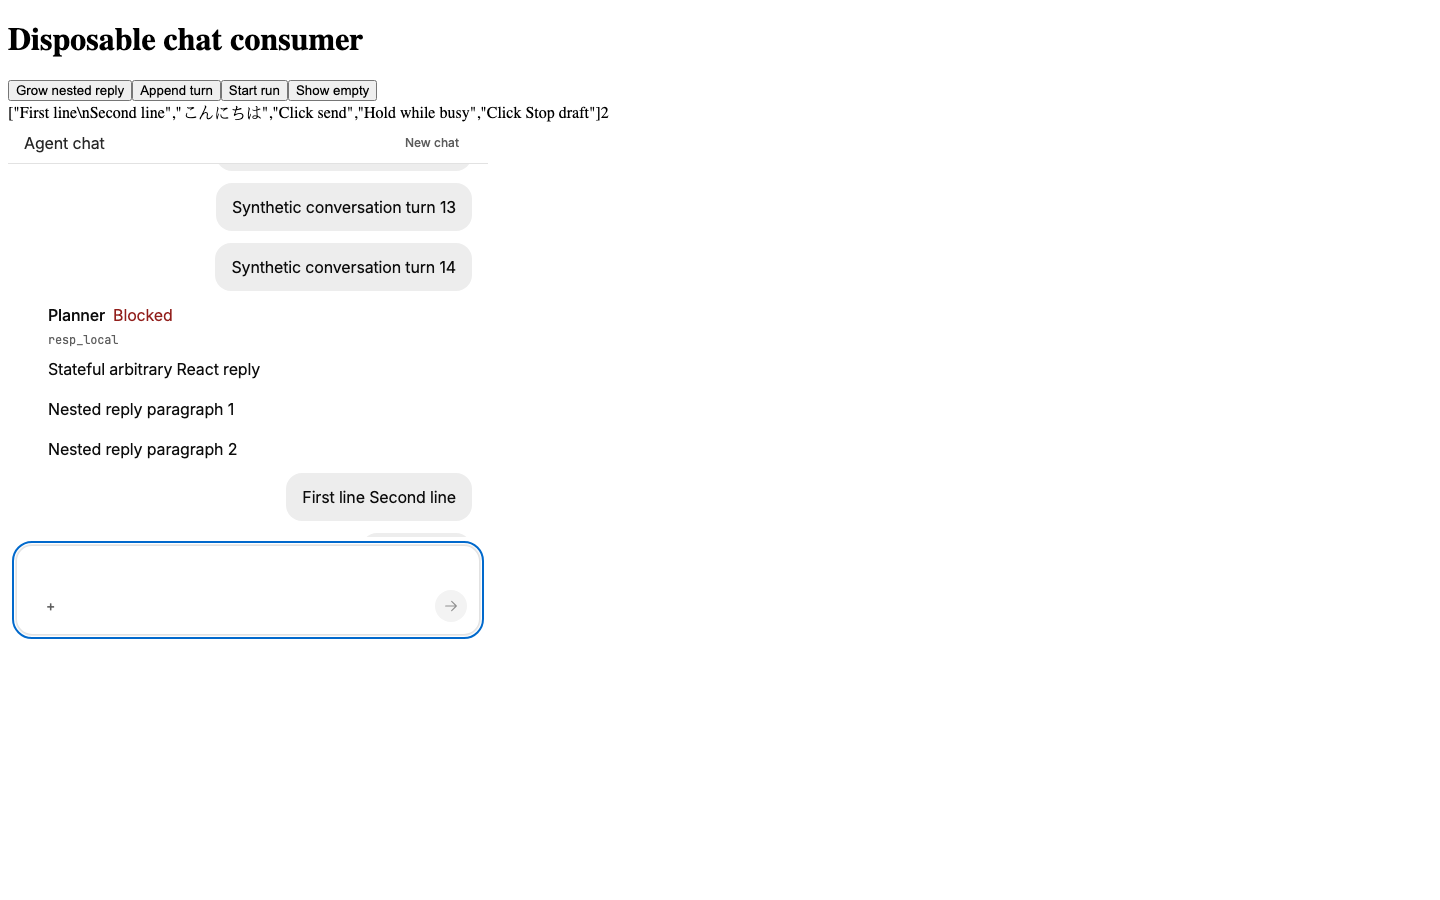 Disposable chat consumer
Grow nested reply Append turn Start run Show empty
["First line\nSecond line","こんにちは","Click send","Hold while busy","Click Stop draft"]2
Agent chat New chat
Synthetic conversation turn 13
Synthetic conversation turn 14
Planner Blocked
resp_local
Stateful arbitrary React reply
Nested reply paragraph 1
Nested reply paragraph 2
First line Second line
+